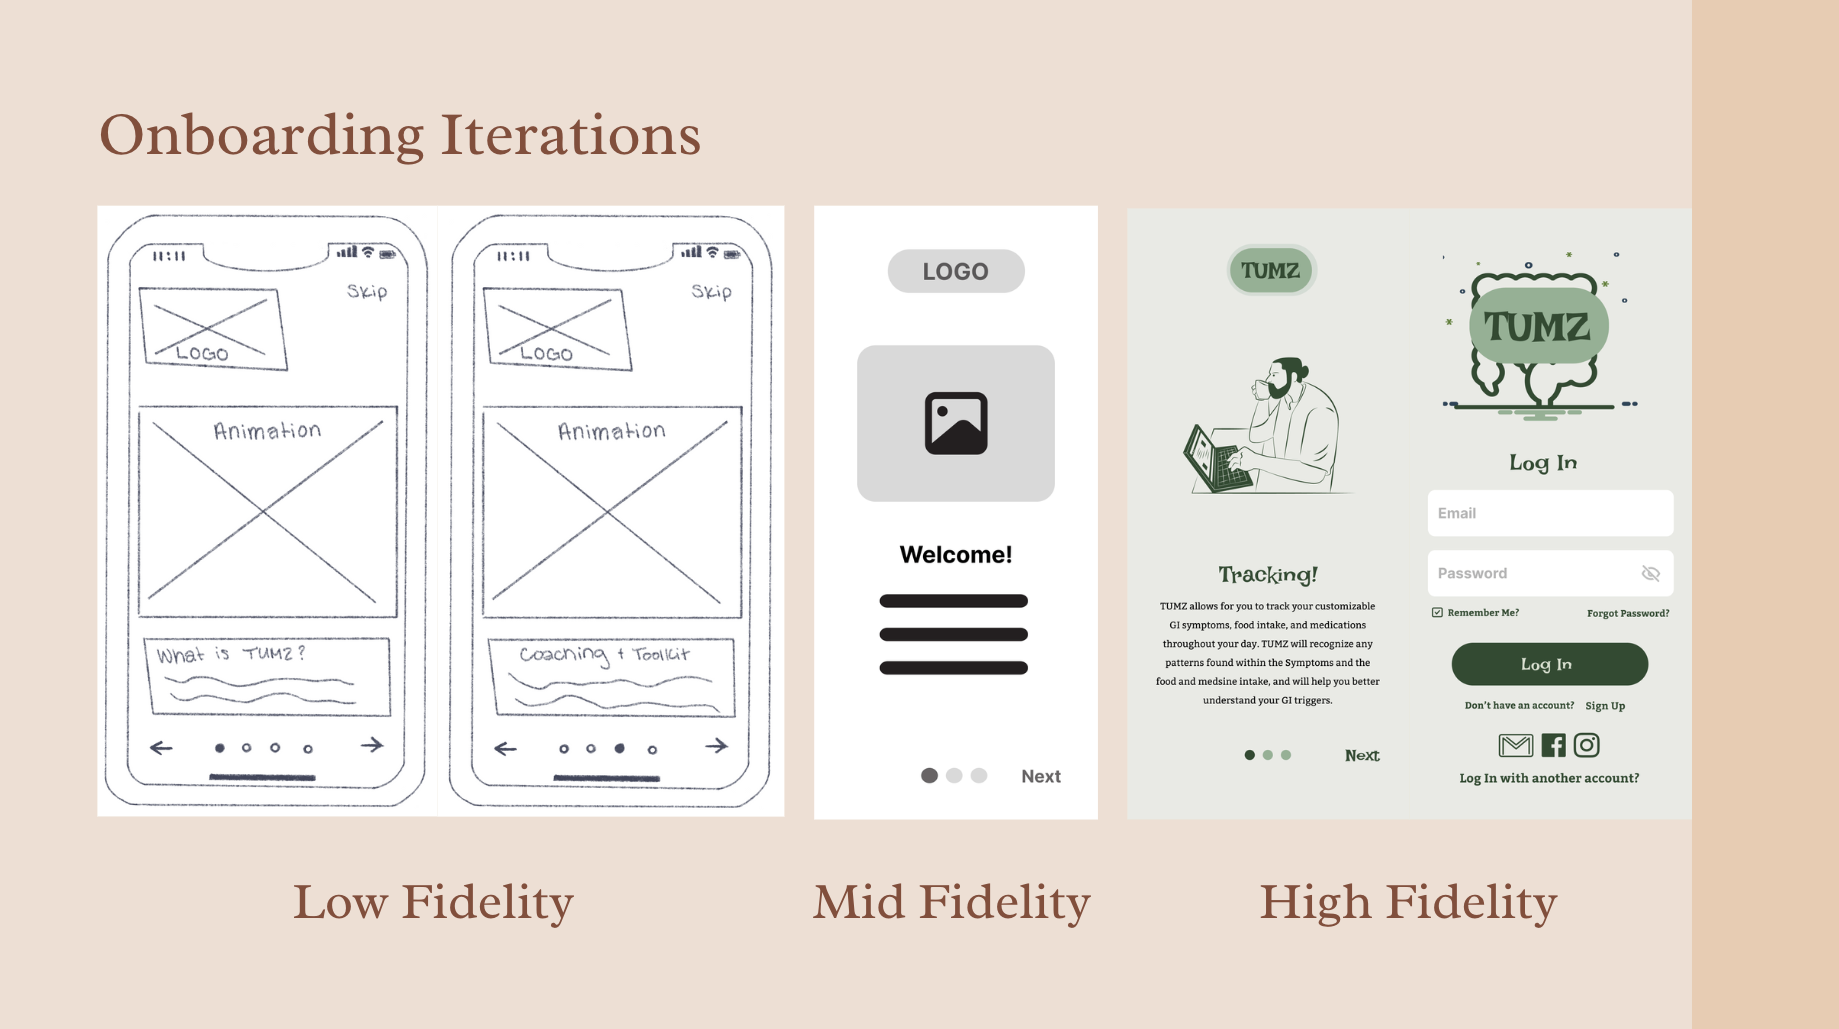 Onboarding Iterations
11:11
Skip
LOGO
Animation
What is TUMZ?
11:11
Skip
LOGO
Animation
Coaching + Toolkit
LOGO
Welcome!
Next
TUMZ
Tracking!
TUMZ allows for you to track your customizable
GI symptoms, food intake, and medications
throughout your day. TUMZ will recognize any
patterns found within the Symptoms and the
food and medsine intake, and will help you better
understand your GI triggers.
Next
TUMZ
Log In
Email
Password
Remember Me?
Forgot Password?
Log In
Don't have an account? Sign Up
Log In with another account?
Low Fidelity
Mid Fidelity
High Fidelity